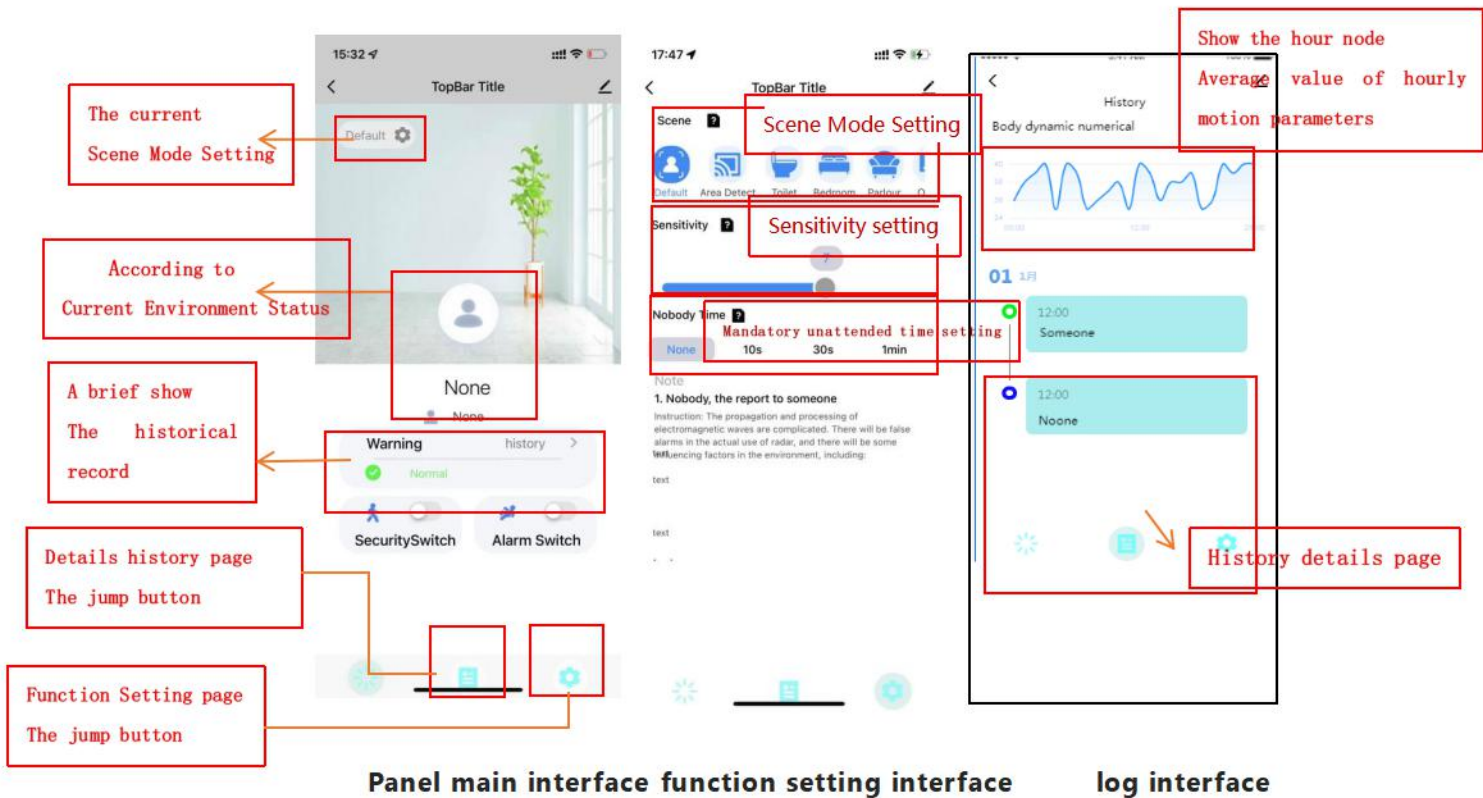 The current
Scene Mode Setting
According to
Current Environment Status
A brief show
The historical
record
Details history page
The jump button
Function Setting page
The jump button
15:32
TopBar Title
Default
None
None
Warning
history
Normal
SecuritySwitch
Alarm Switch
17:47
TopBar Title
Scene
?
Scene Mode Setting
Default
Area Detect
Toilet
Bedroom
Parlour
Sensitivity
?
Sensitivity setting
7
Nobody Time
?
Mandatory unattended time setting
None
10s
30s
1min
Note
1. Nobody, the report to someone
Instruction: The propagation and processing of
electromagnetic waves are complicated. There will be false
alarms in the actual use of radar, and there will be some
influencing factors in the environment, including:
text
text
text
Show the hour node
Average value of hourly
motion parameters
History
Body dynamic numerical
40
36
24
00:00
12:00
01 1月
12:00
Someone
12:00
Noone
History details page
Panel main interface function setting interface log interface